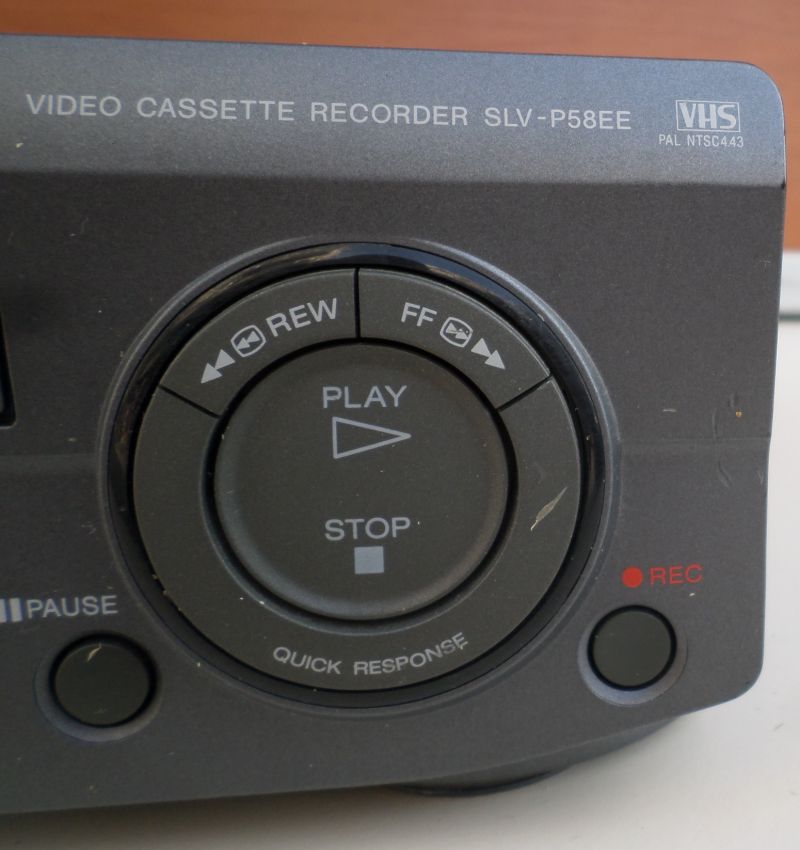 VIDEO CASSETTE RECORDER SLV-P58EE
VHS
PAL NTSC4.43
REW
FF
PLAY
STOP
PAUSE
REC
QUICK RESPONSE